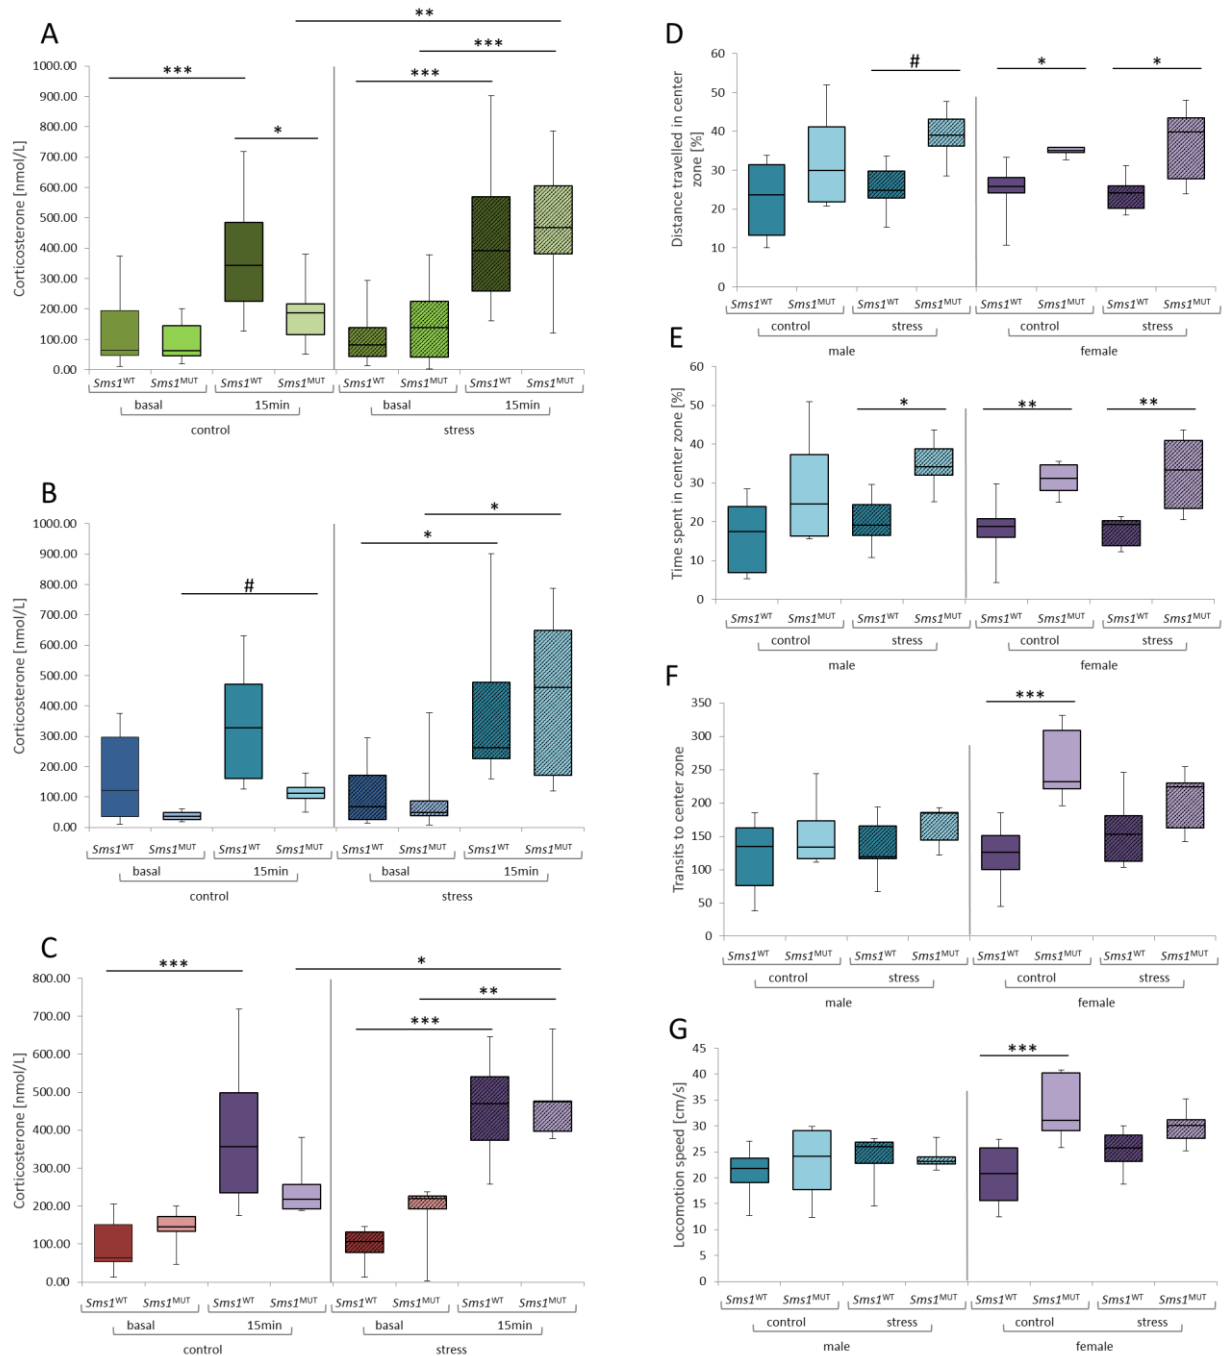 A
**
***
***
***
*
Corticosterone [nmol/L]
1000.00
900.00
800.00
700.00
600.00
500.00
400.00
300.00
200.00
100.00
0.00
Sms1WT Sms1MUT Sms1WT Sms1MUT Sms1WT Sms1MUT Sms1WT Sms1MUT
basal 15min basal 15min
control stress
B
*
*
#
Corticosterone [nmol/L]
1000.00
900.00
800.00
700.00
600.00
500.00
400.00
300.00
200.00
100.00
0.00
Sms1WT Sms1MUT Sms1WT Sms1MUT Sms1WT Sms1MUT Sms1WT Sms1MUT
basal 15min basal 15min
control stress
C
***
*
**
***
Corticosterone [nmol/L]
800.00
700.00
600.00
500.00
400.00
300.00
200.00
100.00
0.00
Sms1WT Sms1MUT Sms1WT Sms1MUT Sms1WT Sms1MUT Sms1WT Sms1MUT
basal 15min basal 15min
control stress
D
# * *
Distance travelled in center
zone [%]
60
50
40
30
20
10
0
Sms1WT Sms1MUT Sms1WT Sms1MUT Sms1WT Sms1MUT Sms1WT Sms1MUT
control stress control stress
male female
E
* ** **
Time spent in center zone [%]
60
50
40
30
20
10
0
Sms1WT Sms1MUT Sms1WT Sms1MUT Sms1WT Sms1MUT Sms1WT Sms1MUT
control stress control stress
male female
F
***
Transits to center zone
350
300
250
200
150
100
50
0
Sms1WT Sms1MUT Sms1WT Sms1MUT Sms1WT Sms1MUT Sms1WT Sms1MUT
control stress control stress
male female
G
***
Locomotion speed [cm/s]
45
40
35
30
25
20
15
10
5
0
Sms1WT Sms1MUT Sms1WT Sms1MUT Sms1WT Sms1MUT Sms1WT Sms1MUT
control stress control stress
male female